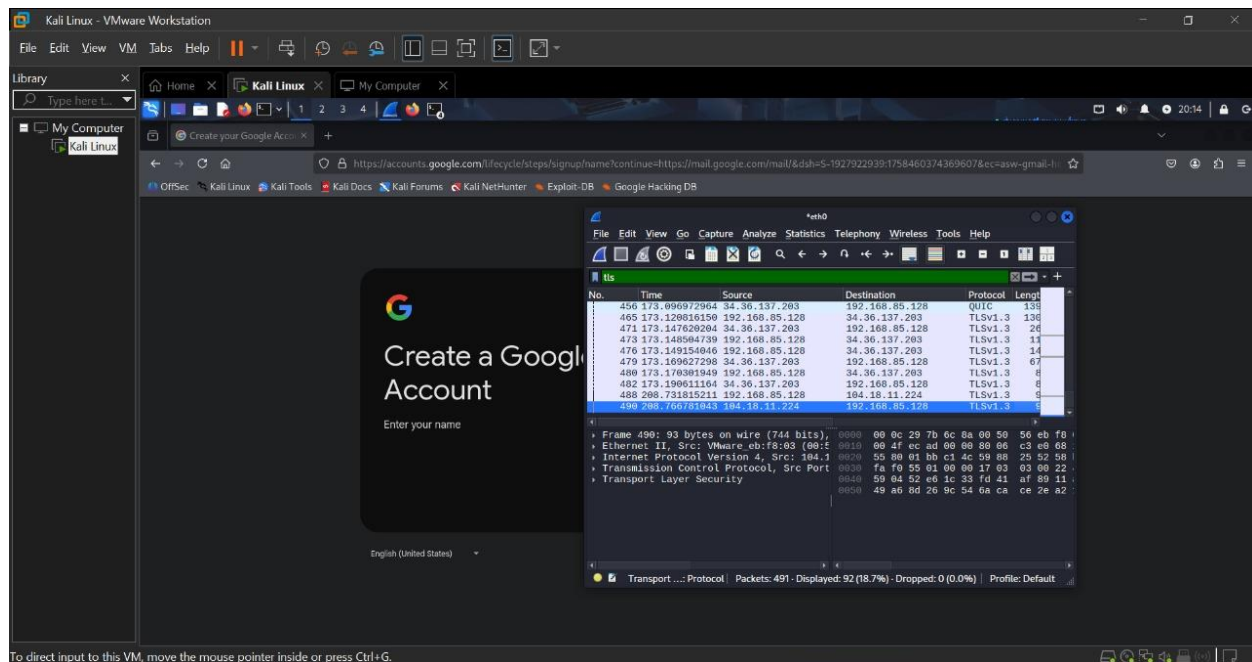 Kali Linux - VMware Workstation
File Edit View VM Tabs Help
Library
Home Kali Linux My Computer
Type here t...
1 2 3 4 20:14
My Computer
Kali Linux
Create your Google Accou
https://accounts.google.com/lifecycle/steps/signup/name?continue=https://mail.google.com/mail/&dsh=S-1927922939:1758460374369607&ec=asw-gmail-h
OffSec Kali Linux Kali Tools Kali Docs Kali Forums Kali NetHunter Exploit-DB Google Hacking DB
*eth0
File Edit View Go Capture Analyze Statistics Telephony Wireless Tools Help
tls
No. Time Source Destination Protocol Lengt
456 173.096972964 34.36.137.203 192.168.85.128 QUIC 139
465 173.120816150 192.168.85.128 34.36.137.203 TLSv1.3 130
471 173.147620204 34.36.137.203 192.168.85.128 TLSv1.3 26
473 173.148504739 192.168.85.128 34.36.137.203 TLSv1.3 11
476 173.149154046 192.168.85.128 34.36.137.203 TLSv1.3 14
479 173.169627298 34.36.137.203 192.168.85.128 TLSv1.3 67
480 173.170301949 192.168.85.128 34.36.137.203 TLSv1.3 8
482 173.190611164 34.36.137.203 192.168.85.128 TLSv1.3 8
488 208.731815211 192.168.85.128 104.18.11.224 TLSv1.3 9
490 208.766781043 104.18.11.224 192.168.85.128 TLSv1.3 9
Frame 490: 93 bytes on wire (744 bits),
Ethernet II, Src: VMware_eb:f8:03 (00:5
Internet Protocol Version 4, Src: 104.1
Transmission Control Protocol, Src Port
Transport Layer Security
0000 00 0c 29 7b 6c 8a 00 50 56 eb f8
0010 00 4f ec ad 00 00 80 06 c3 e0 68
0020 55 80 01 bb c1 4c 59 88 25 52 58
0030 fa f0 55 01 00 00 17 03 03 00 22
0040 59 04 52 e6 1c 33 fd 41 af 89 11
0050 49 a6 8d 26 9c 54 6a ca ce 2e a2
Transport ...: Protocol Packets: 491 · Displayed: 92 (18.7%) · Dropped: 0 (0.0%) Profile: Default
G
Create a Googl
Account
Enter your name
English (United States)
To direct input to this VM, move the mouse pointer inside or press Ctrl+G.